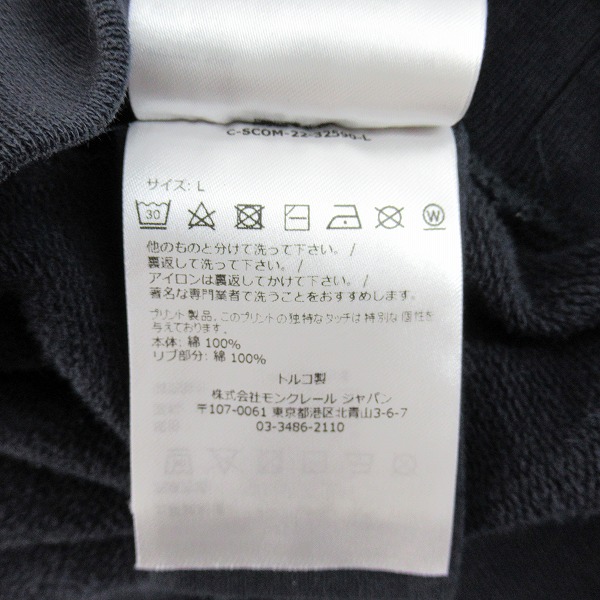 C-SCOM-22-32599-L
サイズ: L
30 W
他のものと分けて洗って下さい。/
裏返して洗って下さい。/
アイロンは裏返してかけて下さい。/
著名な専門業者で洗うことをおすすめします。
プリント製品、このプリントの独特なタッチは特別な個性を
与えております。
本体: 綿 100%
リブ部分: 綿 100%
トルコ製
株式会社モンクレール ジャパン
〒107-0061 東京都港区北青山3-6-7
03-3486-2110